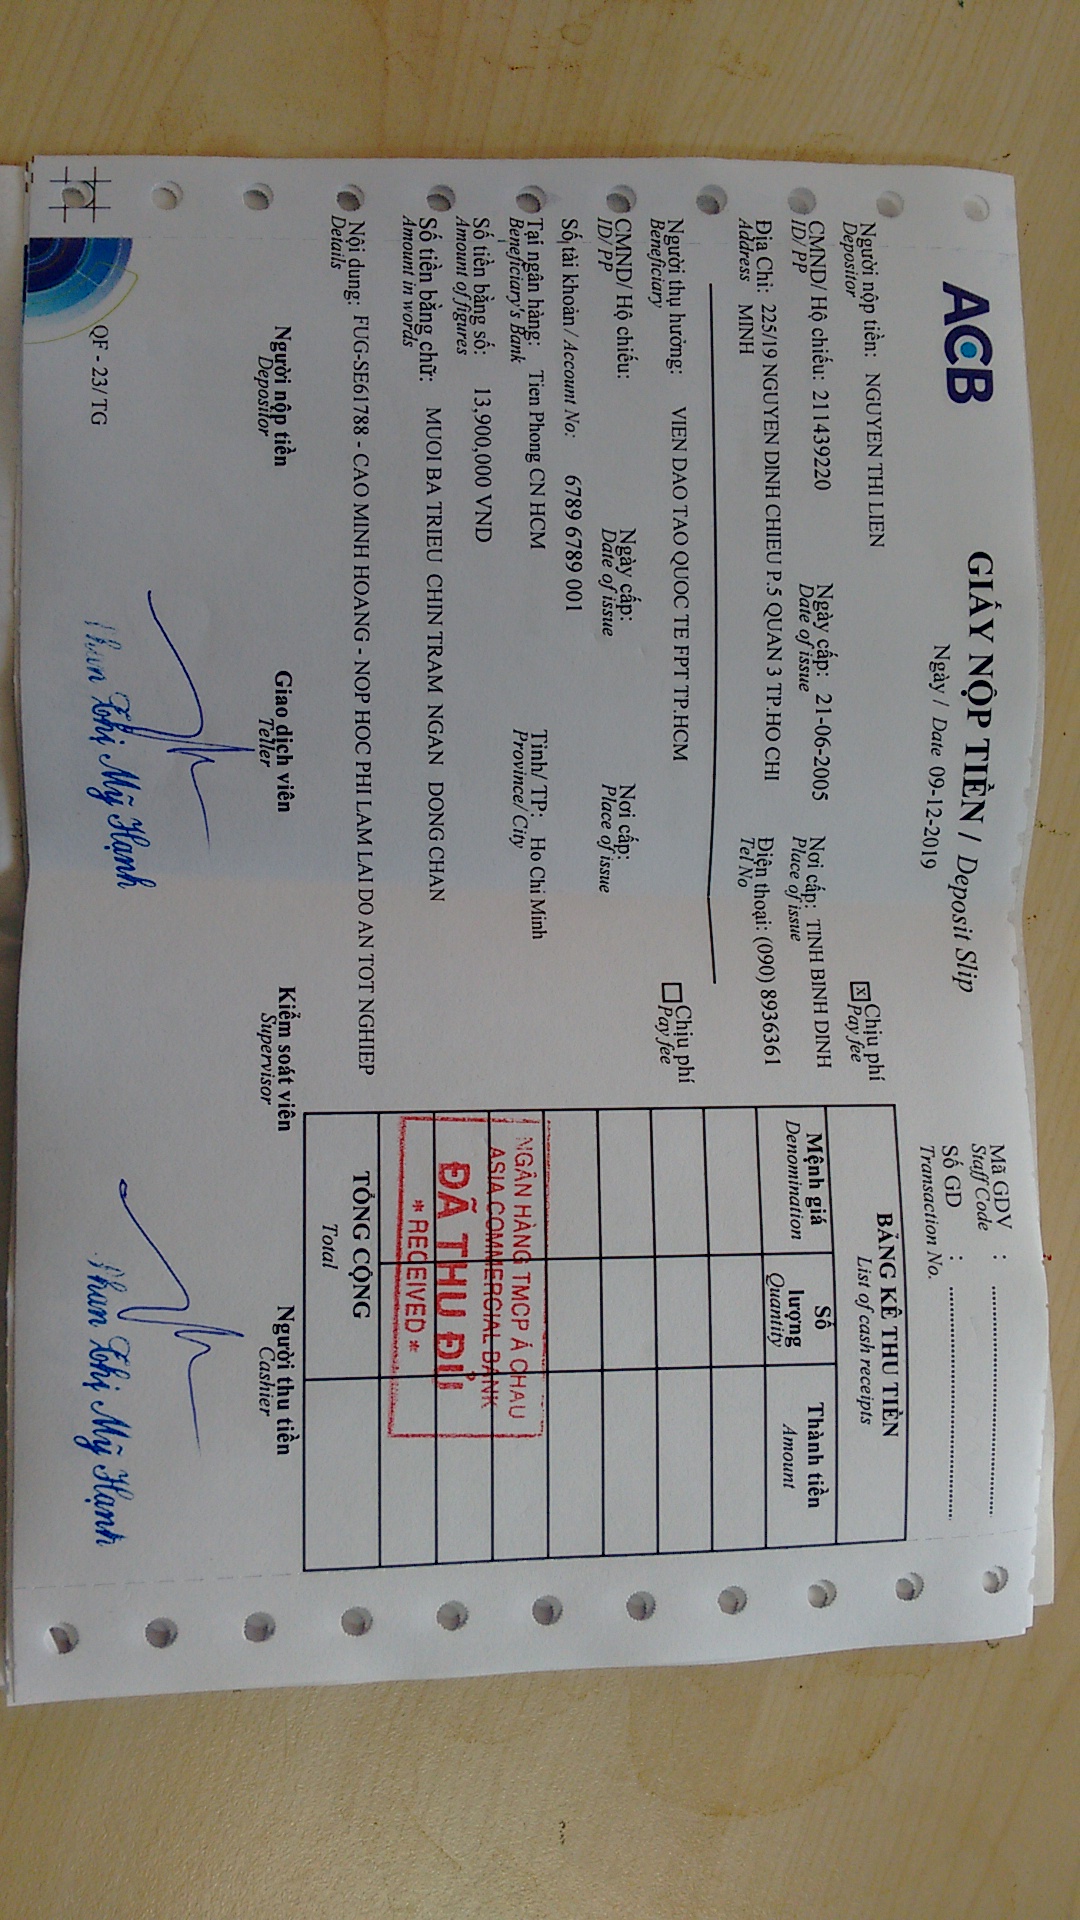 ACB
GIẤY NỘP TIỀN / Deposit Slip
Ngày / Date 09-12-2019
Mã GDV :
Staff Code
Số GD :
Transaction No.
Người nộp tiền: NGUYEN THI LIEN
Depositor
[x] Chịu phí
Pay fee
CMND/ Hộ chiếu: 211439220 Ngày cấp: 21-06-2005 Nơi cấp: TINH BINH DINH
ID/ PP Date of issue Place of issue
Địa Chỉ: 225/19 NGUYEN DINH CHIEU P.5 QUAN 3 TP.HO CHI Điện thoại: (090) 8936361
Address MINH Tel No
Người thụ hưởng: VIEN DAO TAO QUOC TE FPT TP.HCM Chịu phí
Beneficiary Pay fee
CMND/ Hộ chiếu: Ngày cấp: Nơi cấp:
ID/ PP Date of issue Place of issue
Số tài khoản / Account No: 6789 6789 001
Tại ngân hàng: Tien Phong CN HCM Tỉnh/ TP: Ho Chi Minh
Beneficiary's Bank Province/ City
Số tiền bằng số: 13,900,000 VND
Amount of figures
Số tiền bằng chữ: MUOI BA TRIEU CHIN TRAM NGAN DONG CHAN
Amount in words
Nội dung: FUG-SE61788 - CAO MINH HOANG - NOP HOC PHI LAM LAI DO AN TOT NGHIEP
Details
BẢNG KÊ THU TIỀN
List of cash receipts
Mệnh giá Số lượng Thành tiền
Denomination Quantity Amount
NGÂN HÀNG TMCP Á CHÂU
ASIA COMMERCIAL BANK
ĐÃ THU ĐỦ
* RECEIVED *
TỔNG CỘNG
Total
Người nộp tiền Giao dịch viên Kiểm soát viên Người thu tiền
Depositor Teller Supervisor Cashier
Phan Thị Mỹ Hạnh Phan Thị Mỹ Hạnh
QF - 23/ TG